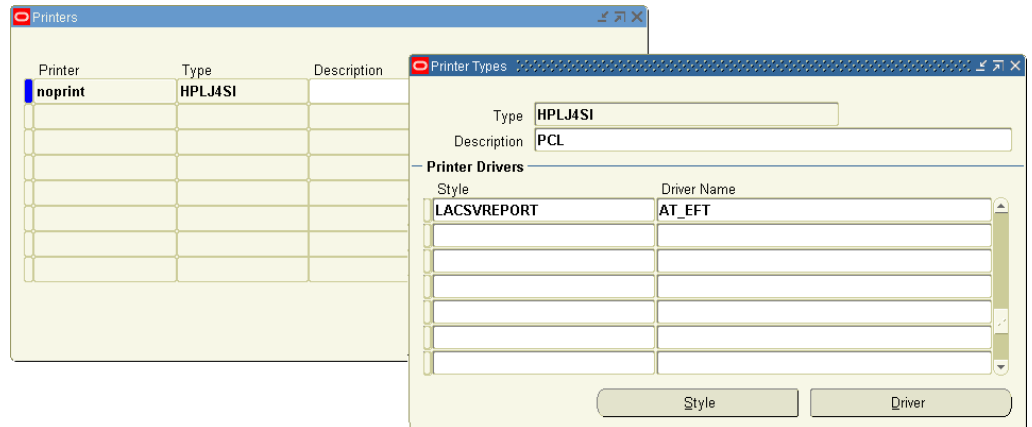 Printers
Printer Type Description
noprint HPLJ4SI
Printer Types
Type HPLJ4SI
Description PCL
Printer Drivers
Style Driver Name
LACSVREPORT AT_EFT
Style Driver